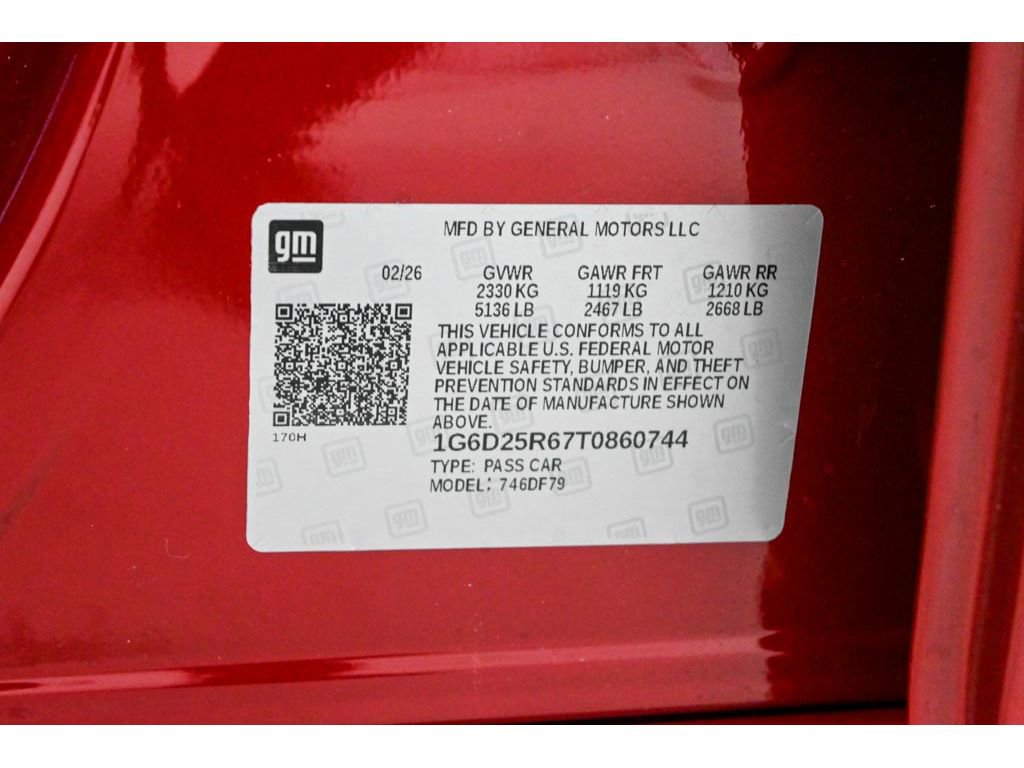 gm
MFD BY GENERAL MOTORS LLC
02/26 GVWR GAWR FRT GAWR RR
2330 KG 1119 KG 1210 KG
5136 LB 2467 LB 2668 LB
THIS VEHICLE CONFORMS TO ALL
APPLICABLE U.S. FEDERAL MOTOR
VEHICLE SAFETY, BUMPER, AND THEFT
PREVENTION STANDARDS IN EFFECT ON
THE DATE OF MANUFACTURE SHOWN
ABOVE.
170H
1G6D25R67T0860744
TYPE: PASS CAR
MODEL: 746DF79